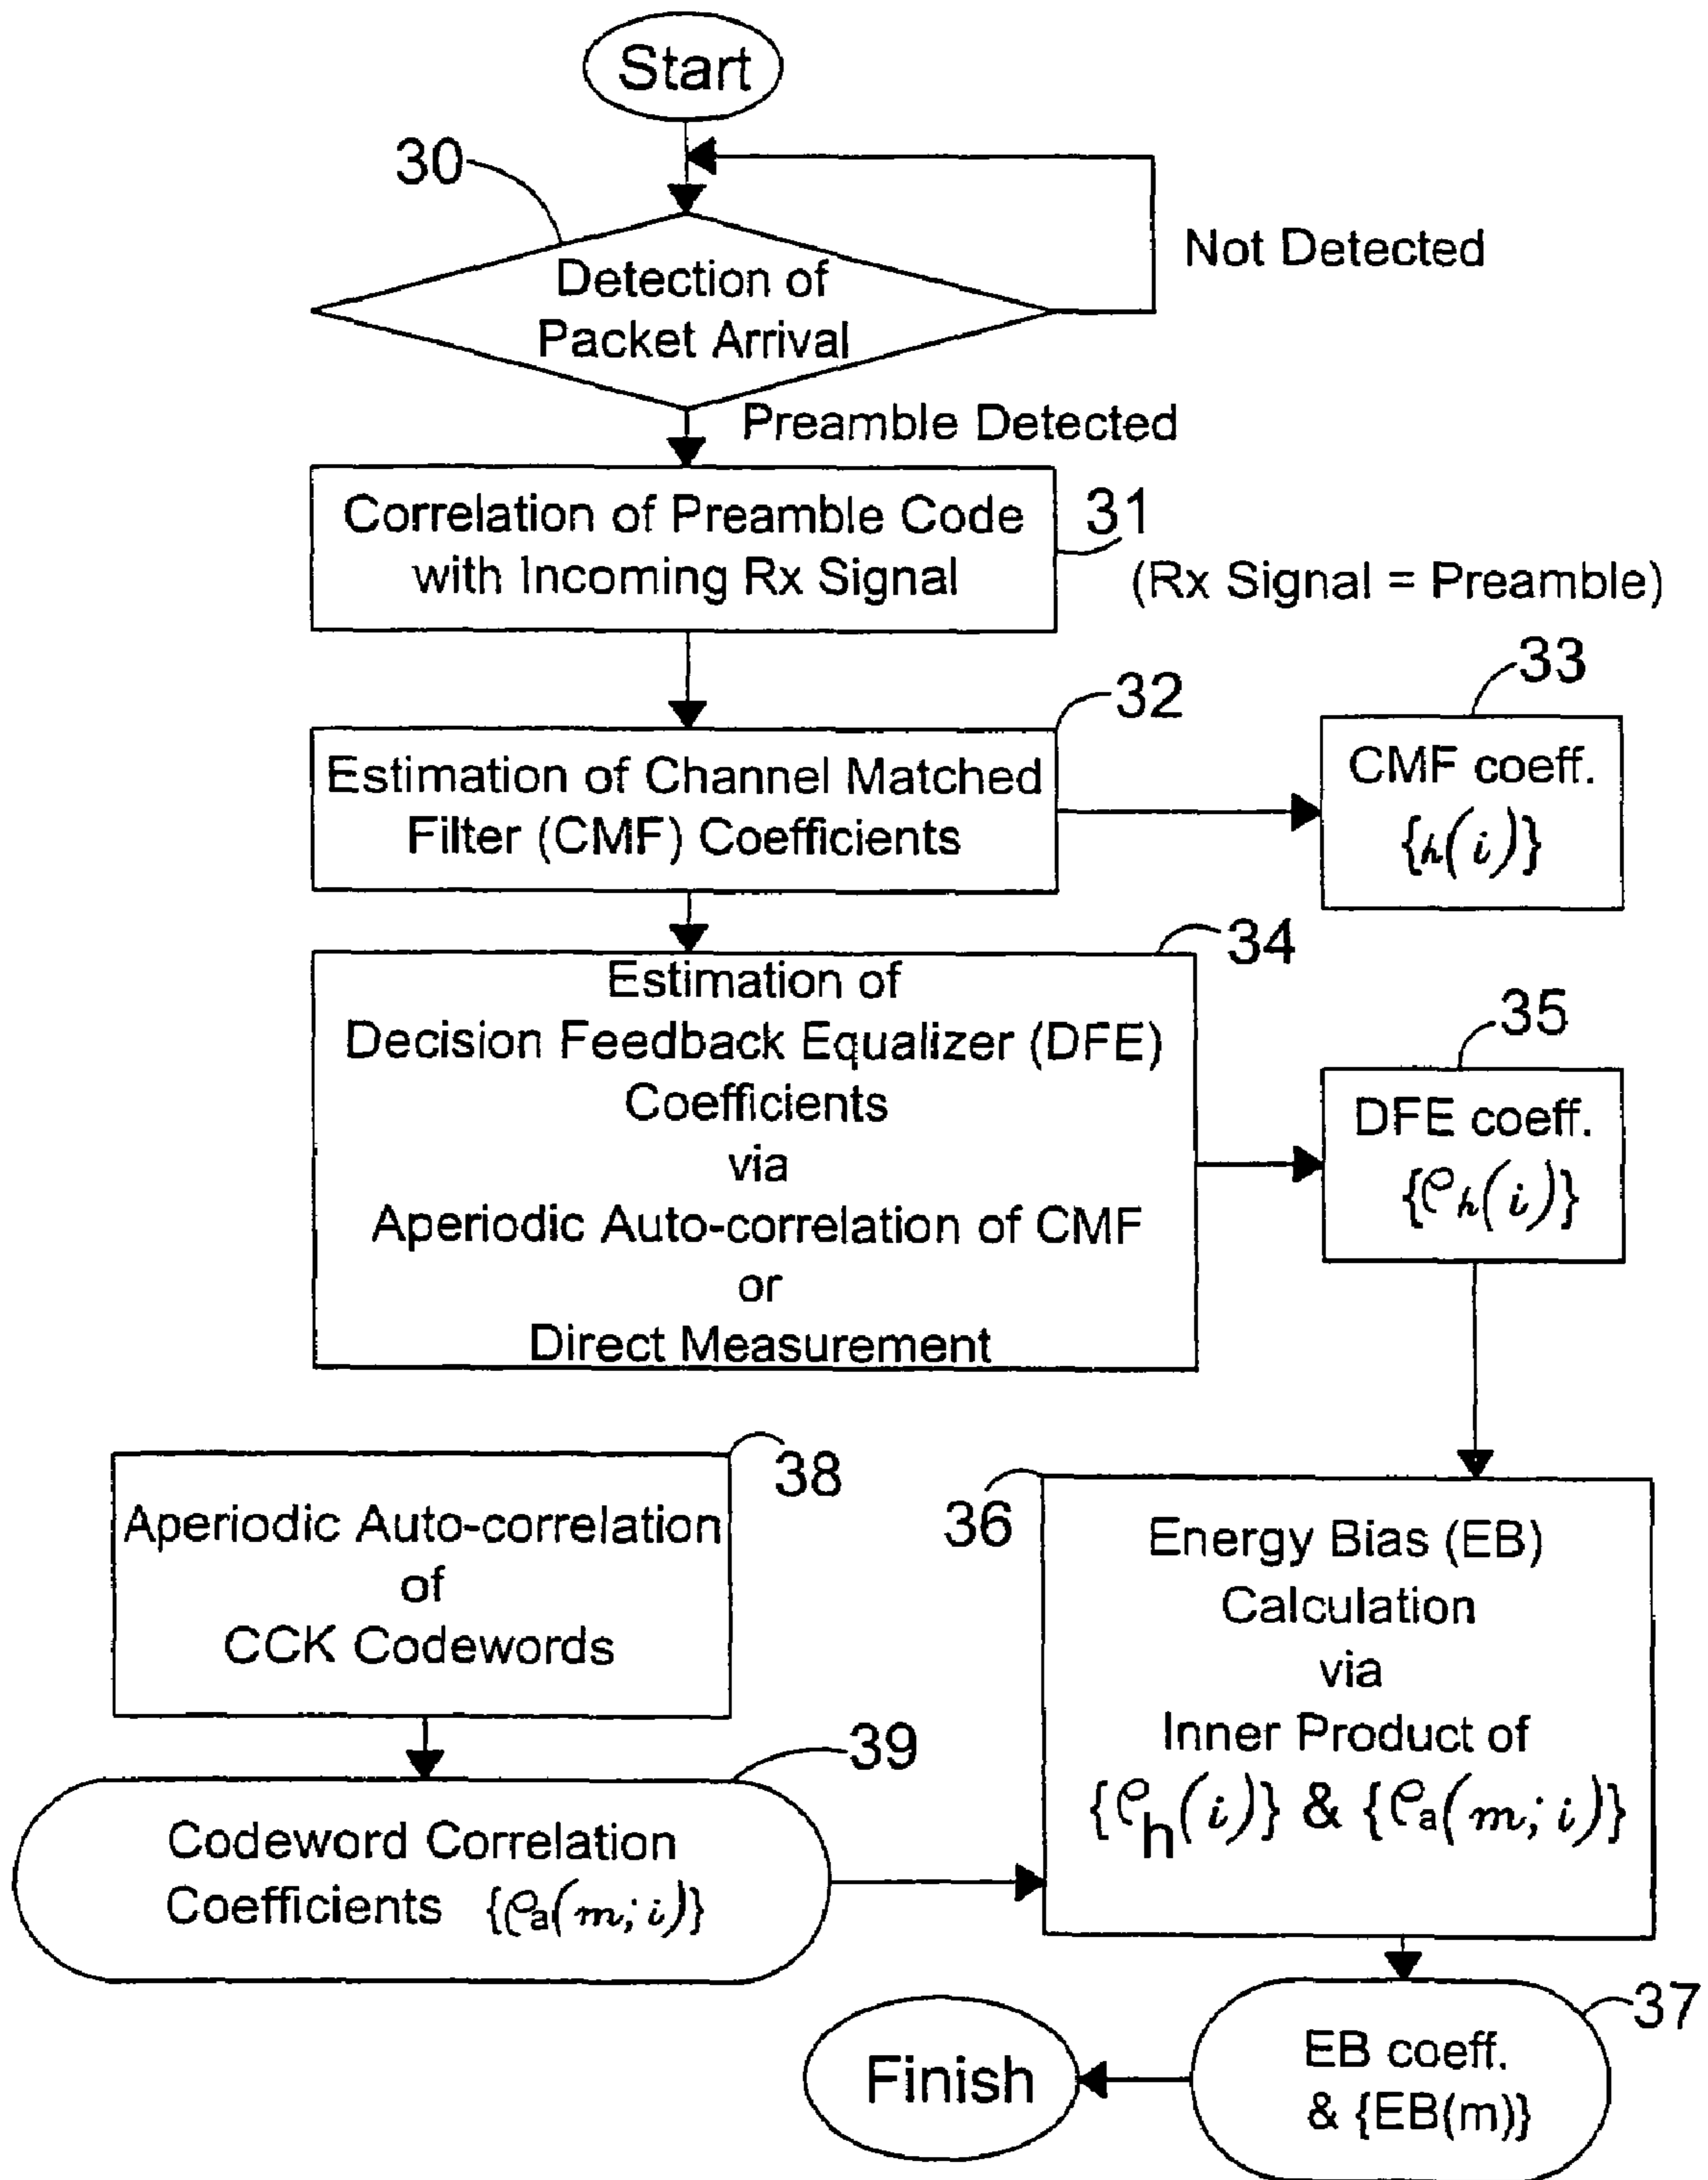 Start
30
Not Detected
Detection of
Packet Arrival
Preamble Detected
Correlation of Preamble Code
with Incoming Rx Signal
31
(Rx Signal = Preamble)
32
33
Estimation of Channel Matched
Filter (CMF) Coefficients
CMF coeff.
{h(i)}
34
Estimation of
Decision Feedback Equalizer (DFE)
Coefficients
via
Aperiodic Auto-correlation of CMF
or
Direct Measurement
35
DFE coeff.
{ρh(i)}
38
Aperiodic Auto-correlation
of
CCK Codewords
36
Energy Bias (EB)
Calculation
via
Inner Product of
{ρh(i)} & {ρa(m; i)}
39
Codeword Correlation
Coefficients {ρa(m; i)}
37
EB coeff.
& {EB(m)}
Finish